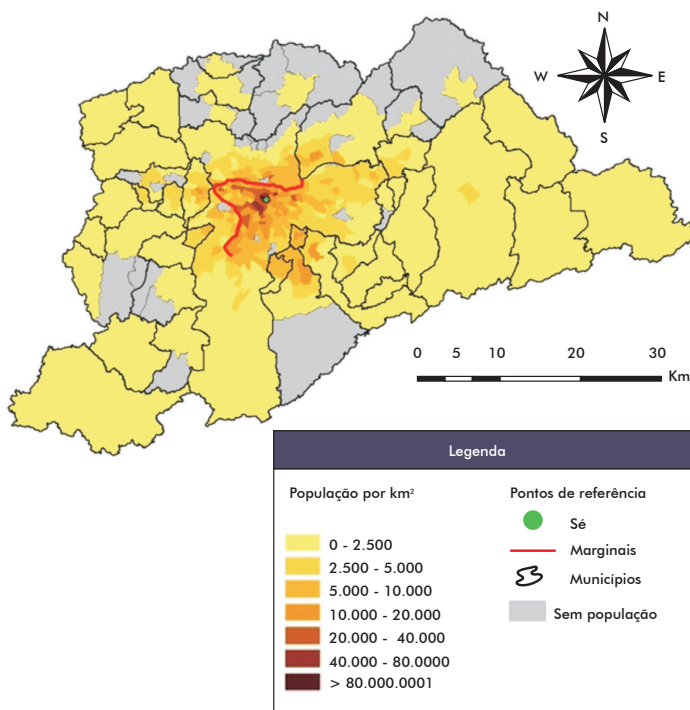 N
W E
S
0 5 10 20 30
Km
Legenda
População por km²
0 - 2.500
2.500 - 5.000
5.000 - 10.000
10.000 - 20.000
20.000 - 40.000
40.000 - 80.0000
> 80.000.0001
Pontos de referência
Sé
Marginais
Municípios
Sem população